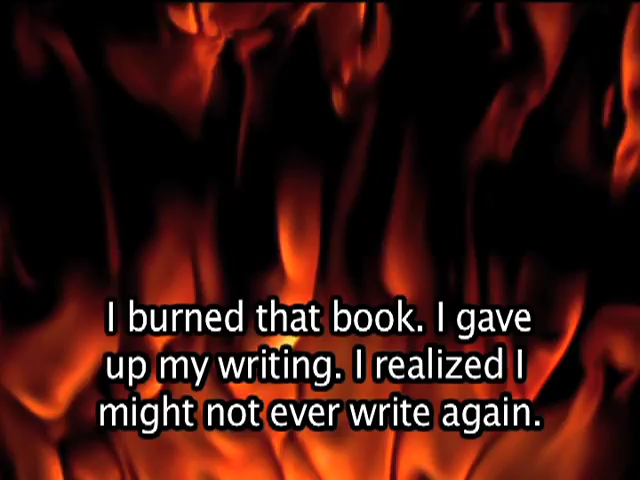 I burned that book. I gave
up my writing. I realized I
might not ever write again.